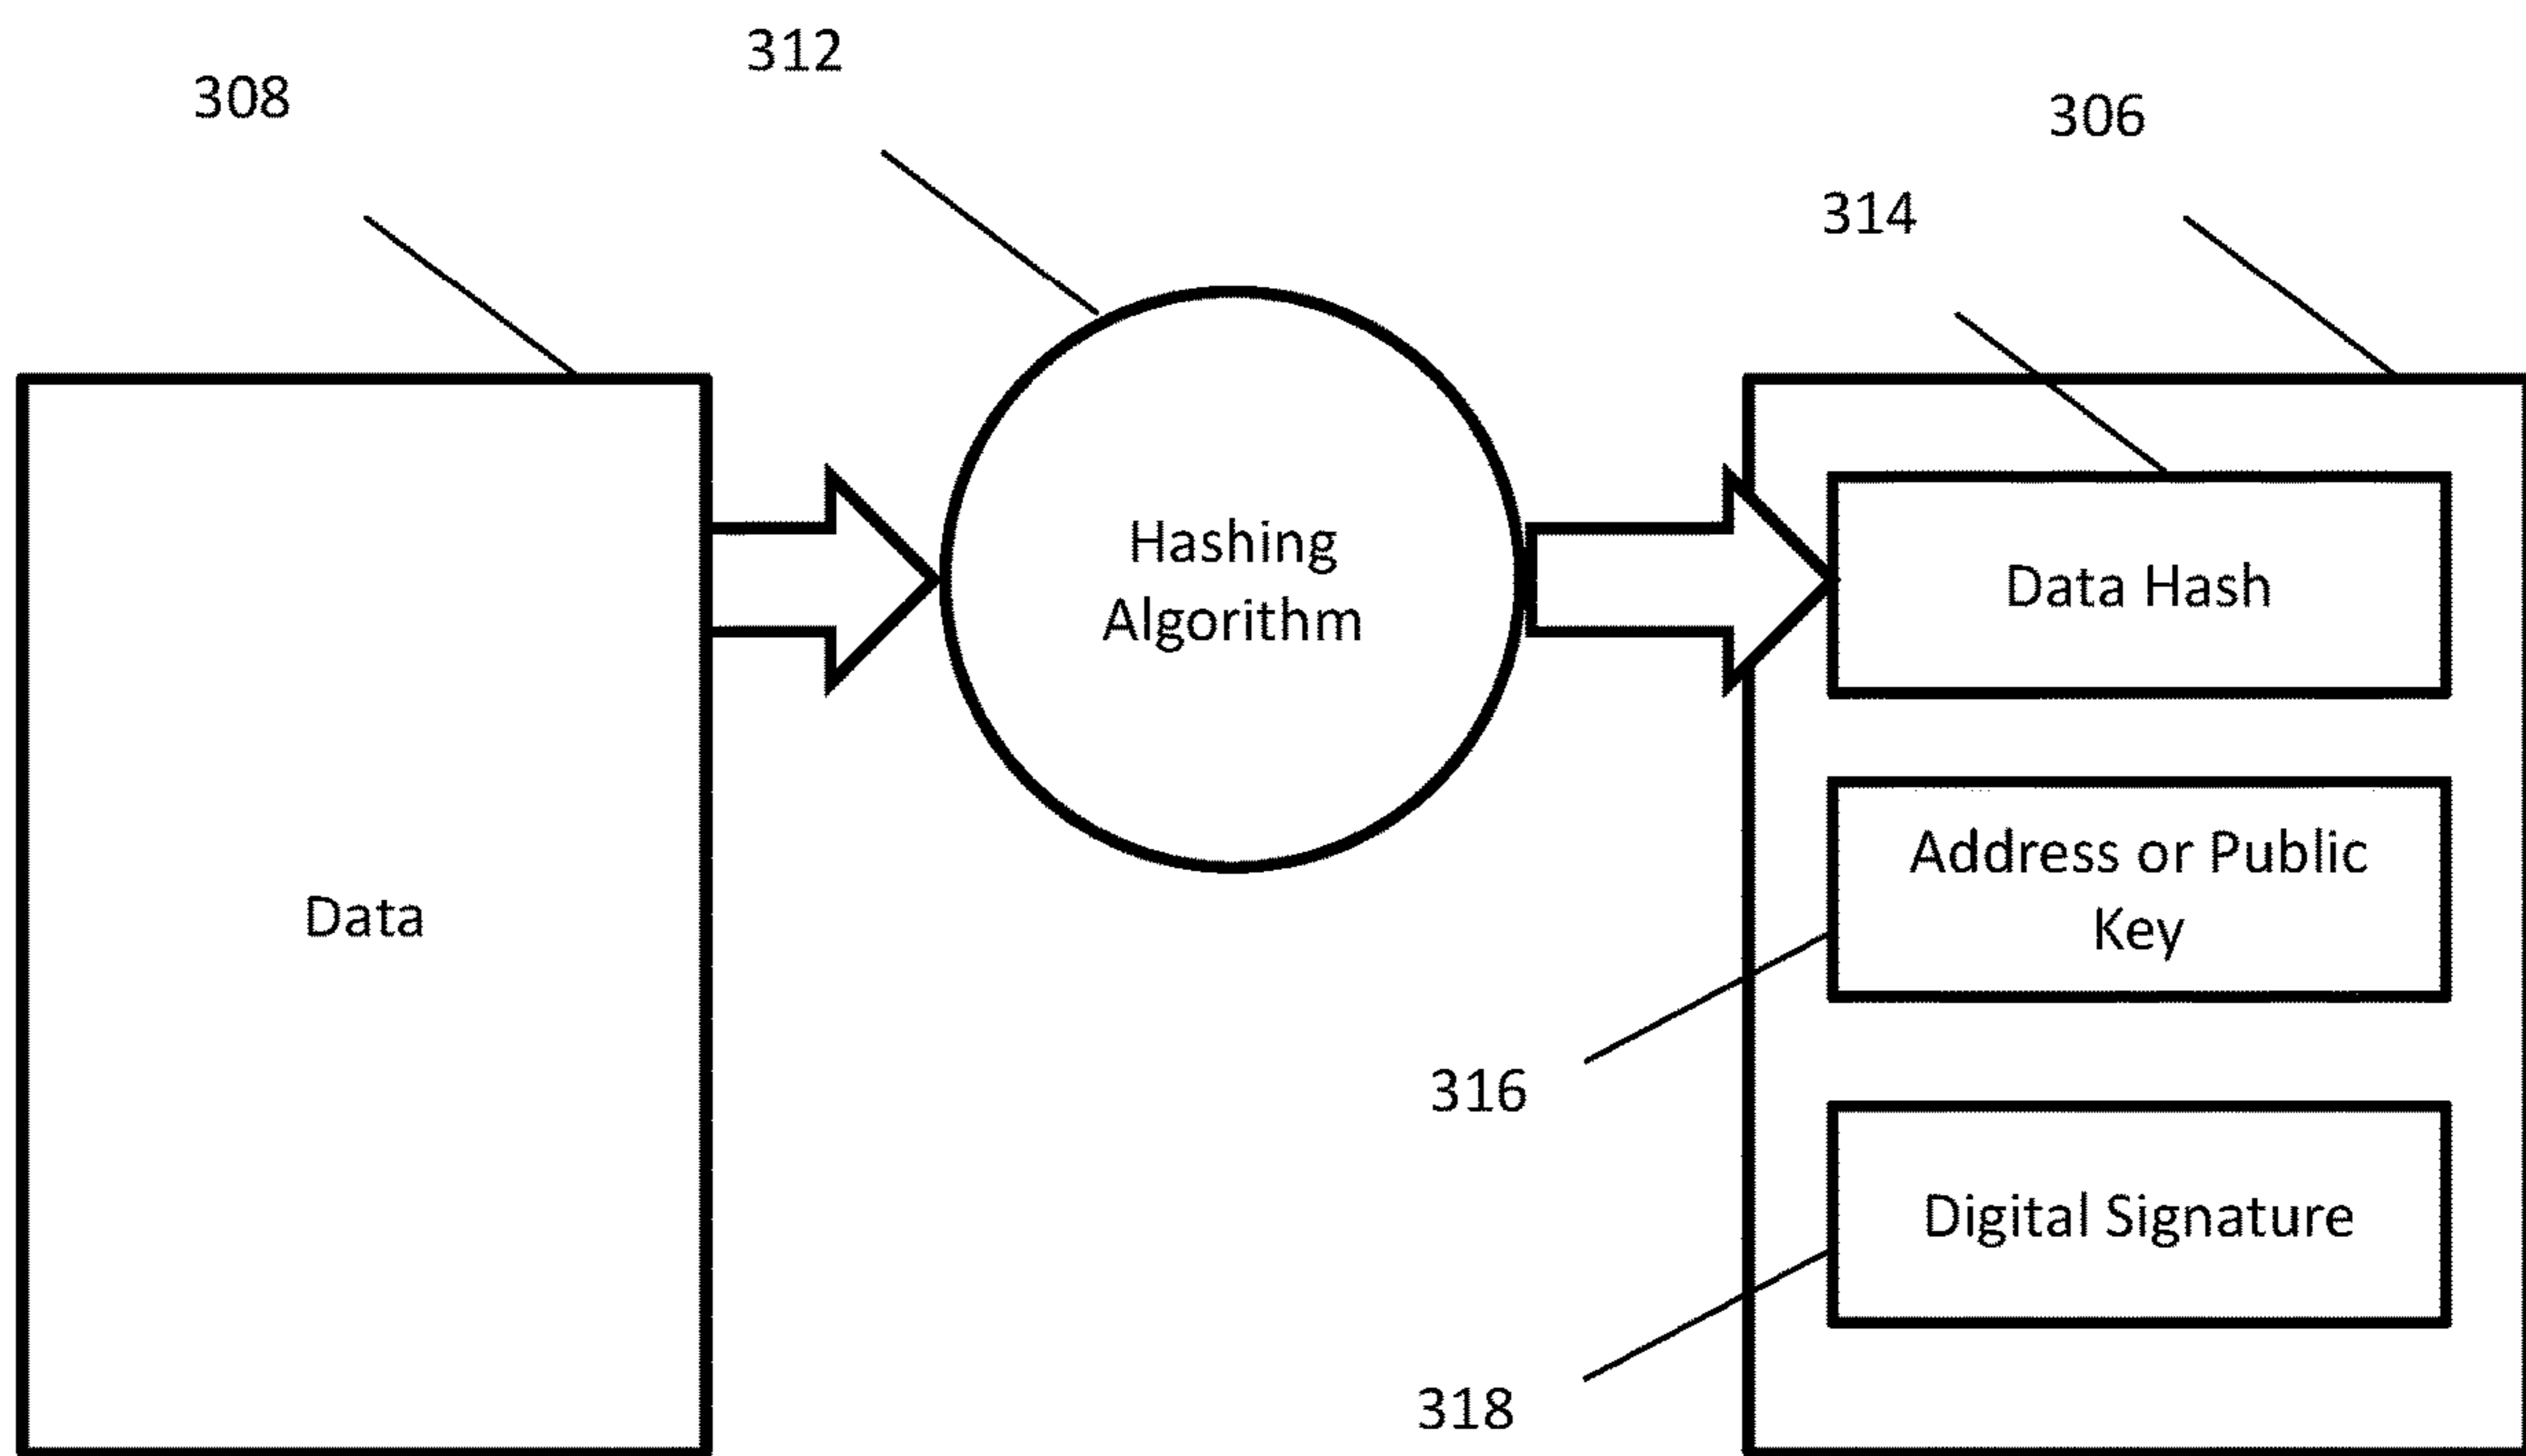 312
308
306
314
Hashing
Algorithm
Data Hash
Address or Public
Key
Data
316
Digital Signature
318